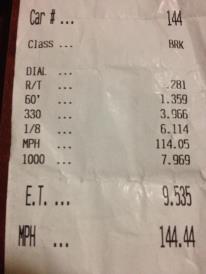 Car # ... 144
Class ... BRK
DIAL ...
R/T ... .281
60' ... 1.359
330 ... 3.966
1/8 ... 6.114
MPH ... 114.05
1000 ... 7.969
E.T. ... 9.535
MPH ... 144.44